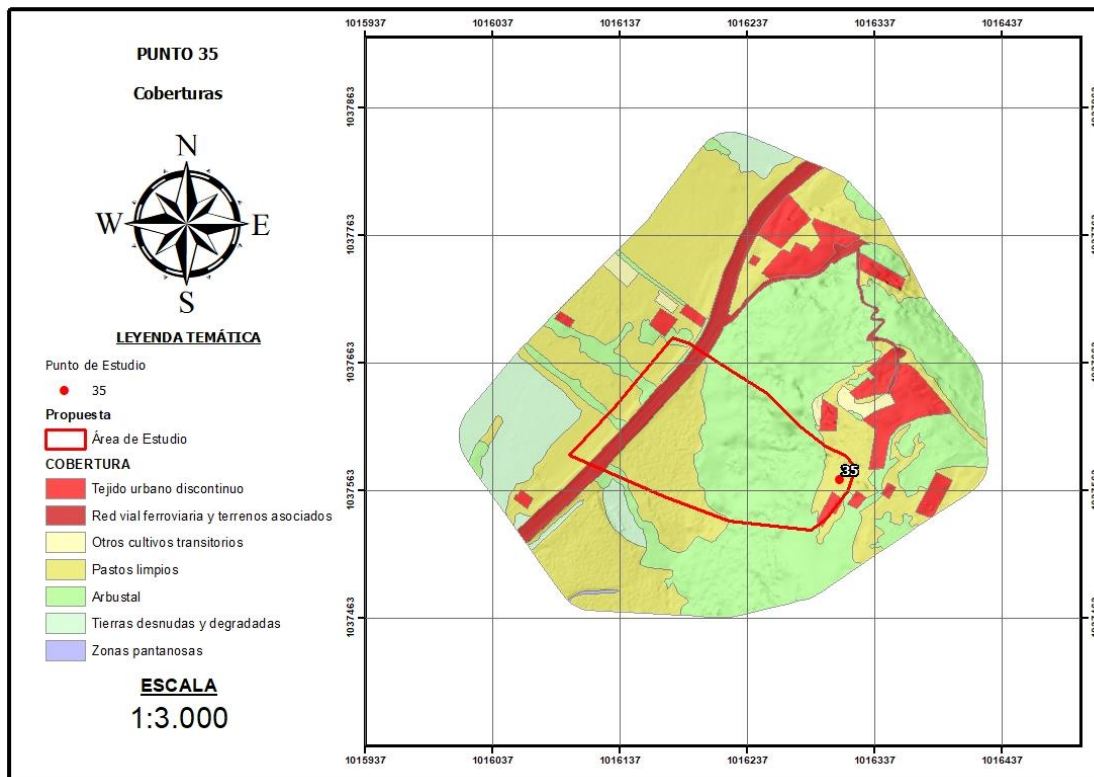 PUNTO 35
Coberturas
N
W
E
S
LEYENDA TEMÁTICA
Punto de Estudio
35
Propuesta
Área de Estudio
COBERTURA
Tejido urbano discontinuo
Red vial ferroviaria y terrenos asociados
Otros cultivos transitorios
Pastos limpios
Arbustal
Tierras desnudas y degradadas
Zonas pantanosas
ESCALA
1:3.000
1015937 1016037 1016137 1016237 1016337 1016437
1037863
1037763
1037663
1037563
1037463
35
1015937 1016037 1016137 1016237 1016337 1016437